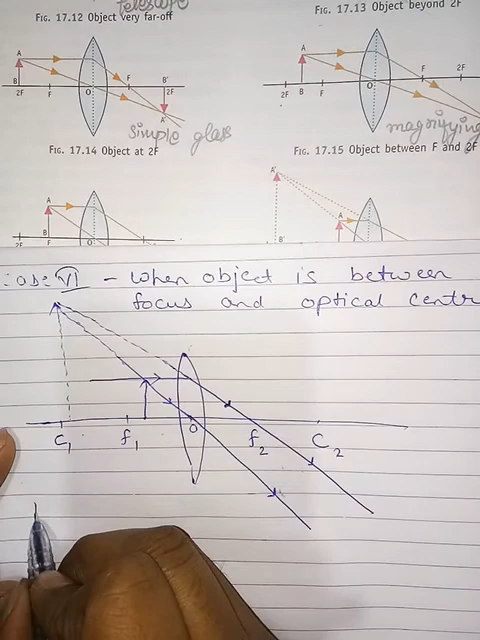 telescope
FIG. 17.12 Object very far-off
FIG. 17.13 Object beyond 2F
A
B
2F
F
O
F
B'
2F
A'
A
2F
B
F
O
F
2F
simple glass
magnifying
FIG. 17.14 Object at 2F
FIG. 17.15 Object between F and 2F
A
B
2F
F
O
A'
B'
A
VI - When object is between
focus and optical centr
C1
f1
O
f2
C2